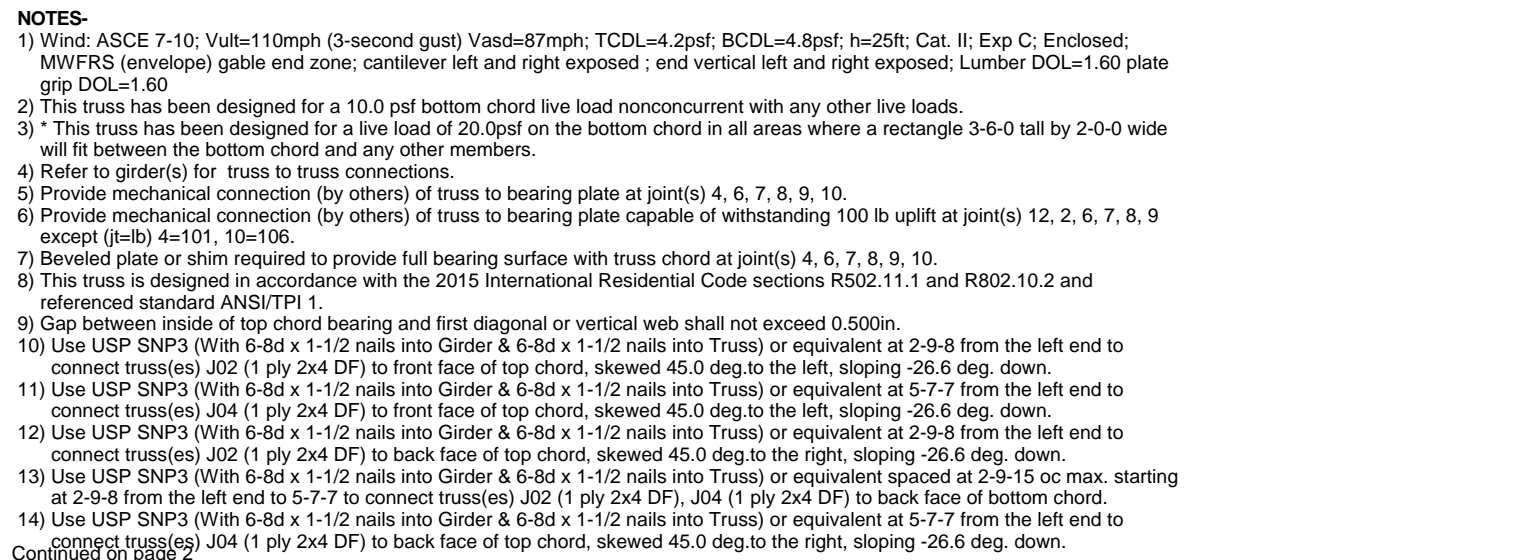 NOTES-
1) Wind: ASCE 7-10; Vult=110mph (3-second gust) Vasd=87mph; TCDL=4.2psf; BCDL=4.8psf; h=25ft; Cat. II; Exp C; Enclosed;
MWFRS (envelope) gable end zone; cantilever left and right exposed ; end vertical left and right exposed; Lumber DOL=1.60 plate
grip DOL=1.60
2) This truss has been designed for a 10.0 psf bottom chord live load nonconcurrent with any other live loads.
3) * This truss has been designed for a live load of 20.0psf on the bottom chord in all areas where a rectangle 3-6-0 tall by 2-0-0 wide
will fit between the bottom chord and any other members.
4) Refer to girder(s) for  truss to truss connections.
5) Provide mechanical connection (by others) of truss to bearing plate at joint(s) 4, 6, 7, 8, 9, 10.
6) Provide mechanical connection (by others) of truss to bearing plate capable of withstanding 100 lb uplift at joint(s) 12, 2, 6, 7, 8, 9
except (jt=lb) 4=101, 10=106.
7) Beveled plate or shim required to provide full bearing surface with truss chord at joint(s) 4, 6, 7, 8, 9, 10.
8) This truss is designed in accordance with the 2015 International Residential Code sections R502.11.1 and R802.10.2 and
referenced standard ANSI/TPI 1.
9) Gap between inside of top chord bearing and first diagonal or vertical web shall not exceed 0.500in.
10) Use USP SNP3 (With 6-8d x 1-1/2 nails into Girder & 6-8d x 1-1/2 nails into Truss) or equivalent at 2-9-8 from the left end to
connect truss(es) J02 (1 ply 2x4 DF) to front face of top chord, skewed 45.0 deg.to the left, sloping -26.6 deg. down.
11) Use USP SNP3 (With 6-8d x 1-1/2 nails into Girder & 6-8d x 1-1/2 nails into Truss) or equivalent at 5-7-7 from the left end to
connect truss(es) J04 (1 ply 2x4 DF) to front face of top chord, skewed 45.0 deg.to the left, sloping -26.6 deg. down.
12) Use USP SNP3 (With 6-8d x 1-1/2 nails into Girder & 6-8d x 1-1/2 nails into Truss) or equivalent at 2-9-8 from the left end to
connect truss(es) J02 (1 ply 2x4 DF) to back face of top chord, skewed 45.0 deg.to the right, sloping -26.6 deg. down.
13) Use USP SNP3 (With 6-8d x 1-1/2 nails into Girder & 6-8d x 1-1/2 nails into Truss) or equivalent spaced at 2-9-15 oc max. starting
at 2-9-8 from the left end to 5-7-7 to connect truss(es) J02 (1 ply 2x4 DF), J04 (1 ply 2x4 DF) to back face of bottom chord.
14) Use USP SNP3 (With 6-8d x 1-1/2 nails into Girder & 6-8d x 1-1/2 nails into Truss) or equivalent at 5-7-7 from the left end to
connect truss(es) J04 (1 ply 2x4 DF) to back face of top chord, skewed 45.0 deg.to the right, sloping -26.6 deg. down.
Continued on page 2